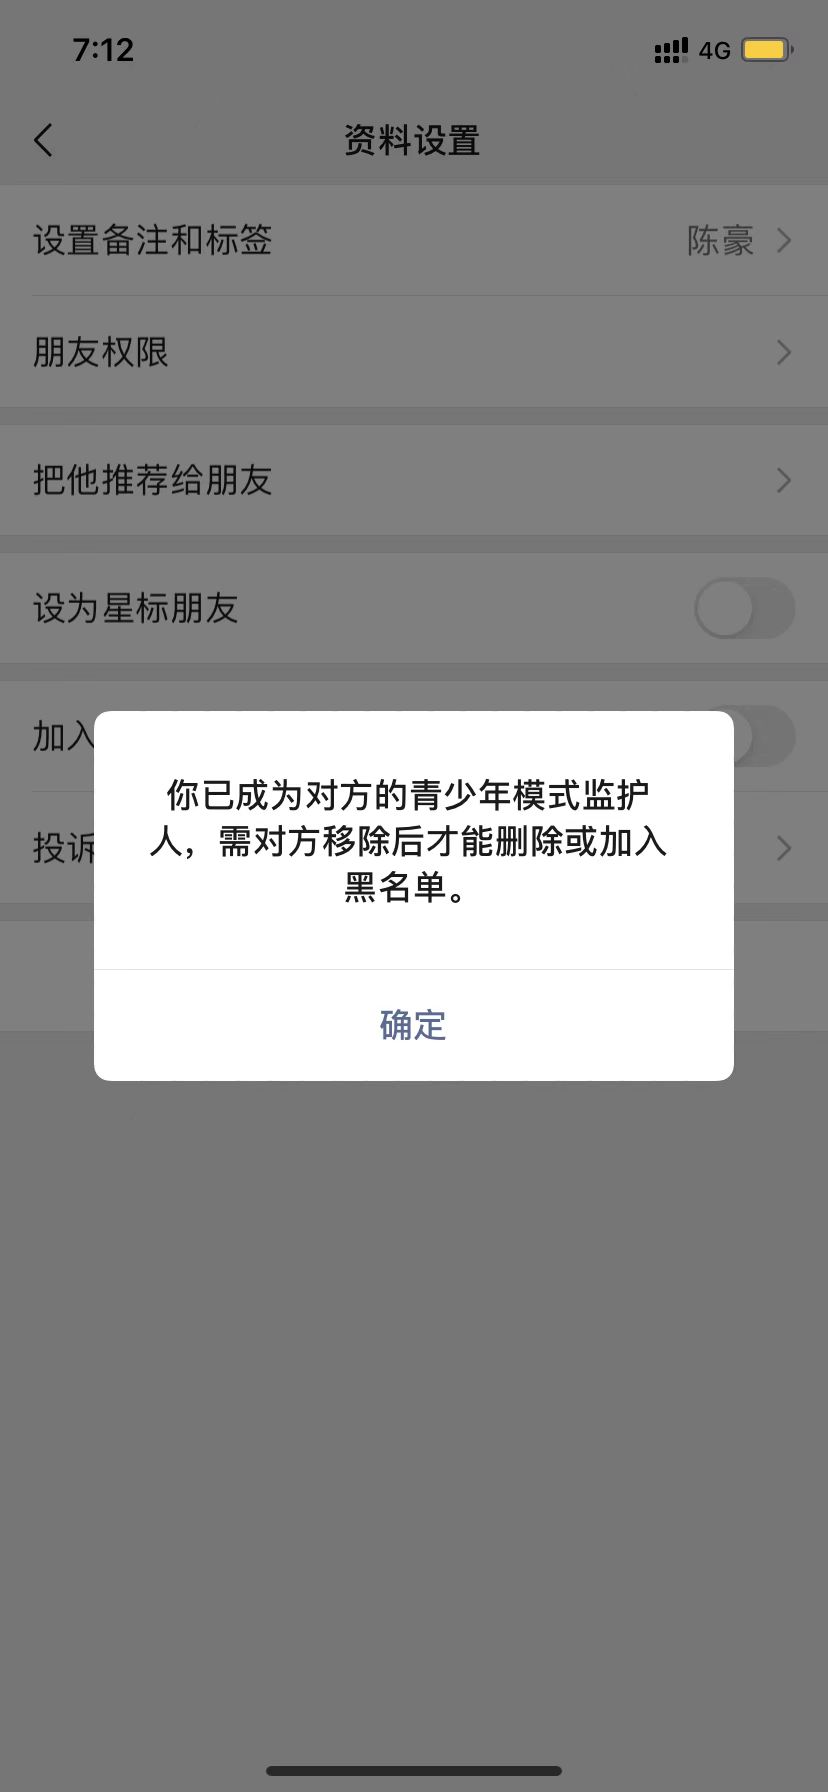 7:12
4G
资料设置
设置备注和标签 陈豪
朋友权限
把他推荐给朋友
设为星标朋友
加入
投诉
你已成为对方的青少年模式监护
人，需对方移除后才能删除或加入
黑名单。
确定